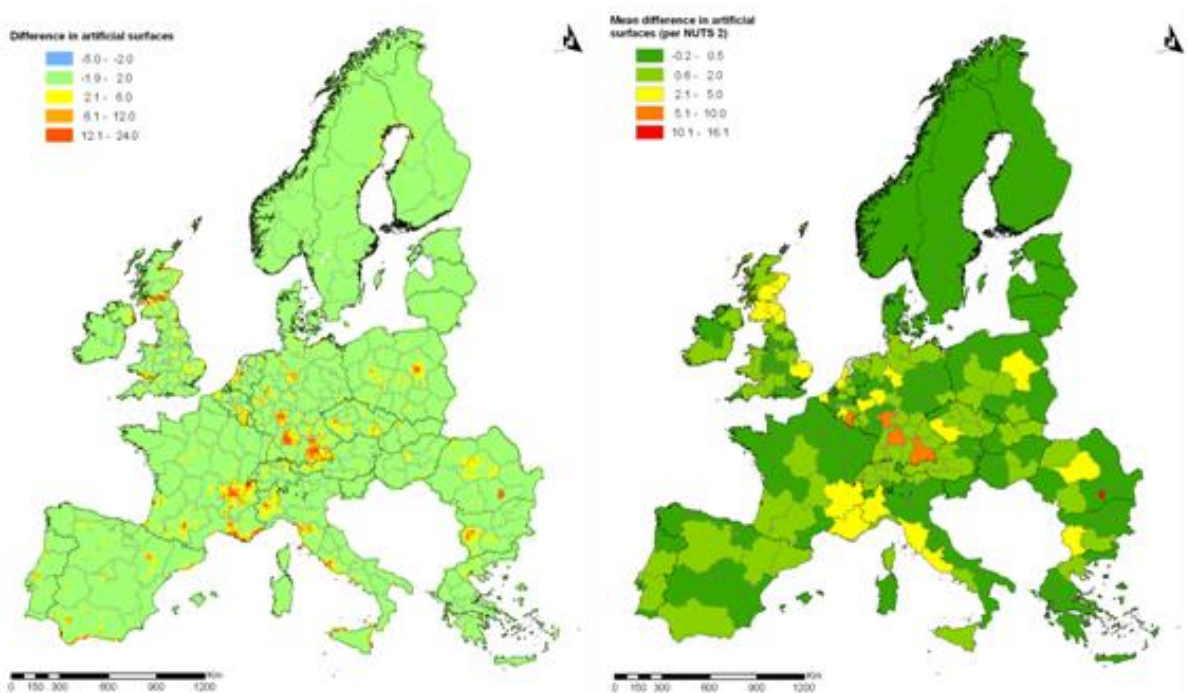 Difference in artificial surfaces
-5.0 - -2.0
-1.9 - 2.0
2.1 - 6.0
6.1 - 12.0
12.1 - 24.0
0 150 300 600 900 1200
Km
Mean difference in artificial
surfaces (per NUTS 2)
-0.2 - 0.5
0.6 - 2.0
2.1 - 5.0
5.1 - 10.0
10.1 - 16.1
0 150 300 600 900 1200
Km